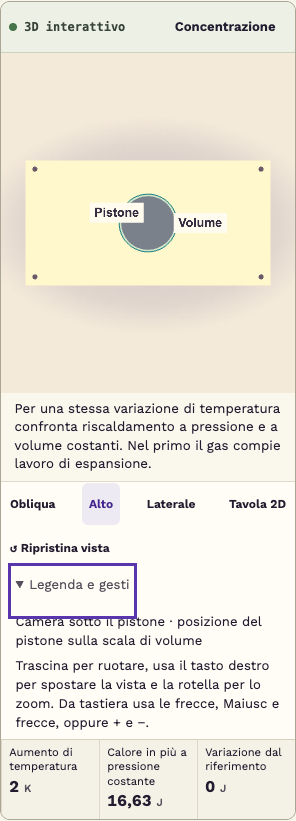 3D interattivo
Concentrazione
Pistone
Volume
Per una stessa variazione di temperatura
confronta riscaldamento a pressione e a
volume costanti. Nel primo il gas compie
lavoro di espansione.
Obliqua
Alto
Laterale
Tavola 2D
↺ Ripristina vista
▼ Legenda e gesti
Camera sotto il pistone · posizione del
pistone sulla scala di volume
Trascina per ruotare, usa il tasto destro
per spostare la vista e la rotella per lo
zoom. Da tastiera usa le frecce, Maiusc e
frecce, oppure + e −.
Aumento di
temperatura
2 K
Calore in più a
pressione
costante
16,63 J
Variazione dal
riferimento
0 J